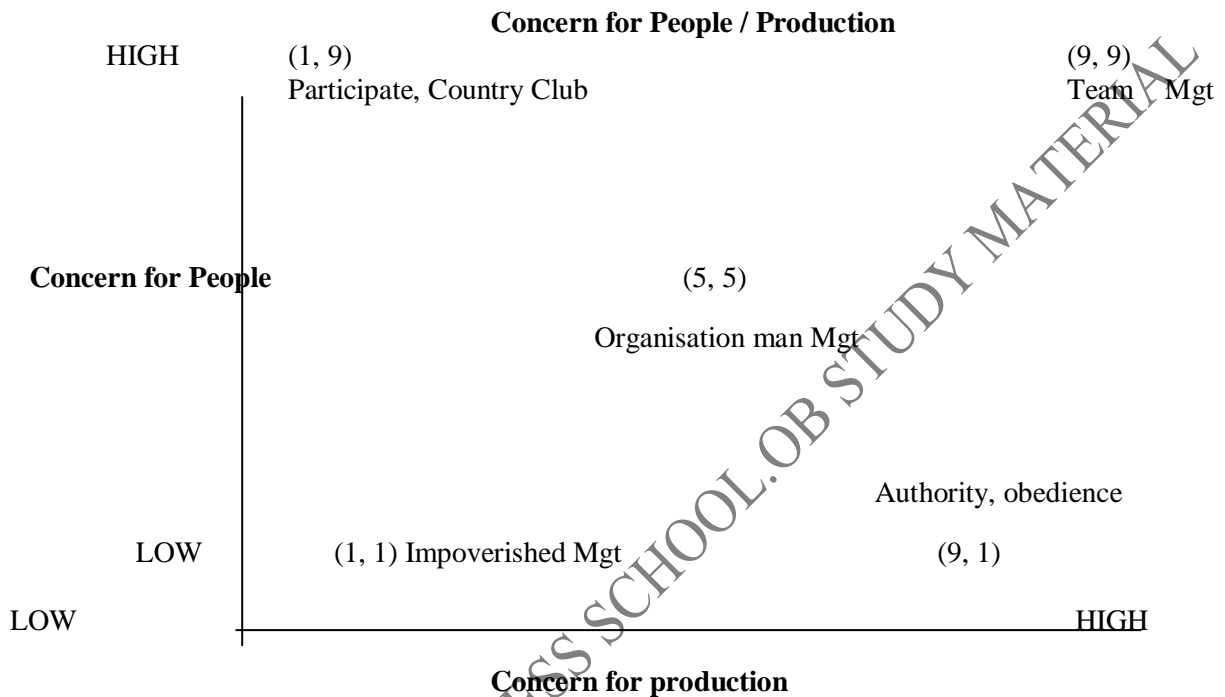 Concern for People / Production
HIGH (1, 9) (9, 9)
Participate, Country Club Team Mgt
Concern for People (5, 5)
Organisation man Mgt
Authority, obedience
LOW (1, 1) Impoverished Mgt (9, 1)
LOW HIGH
Concern for production
ESS SCHOOL.OB STUDY MATERIAL